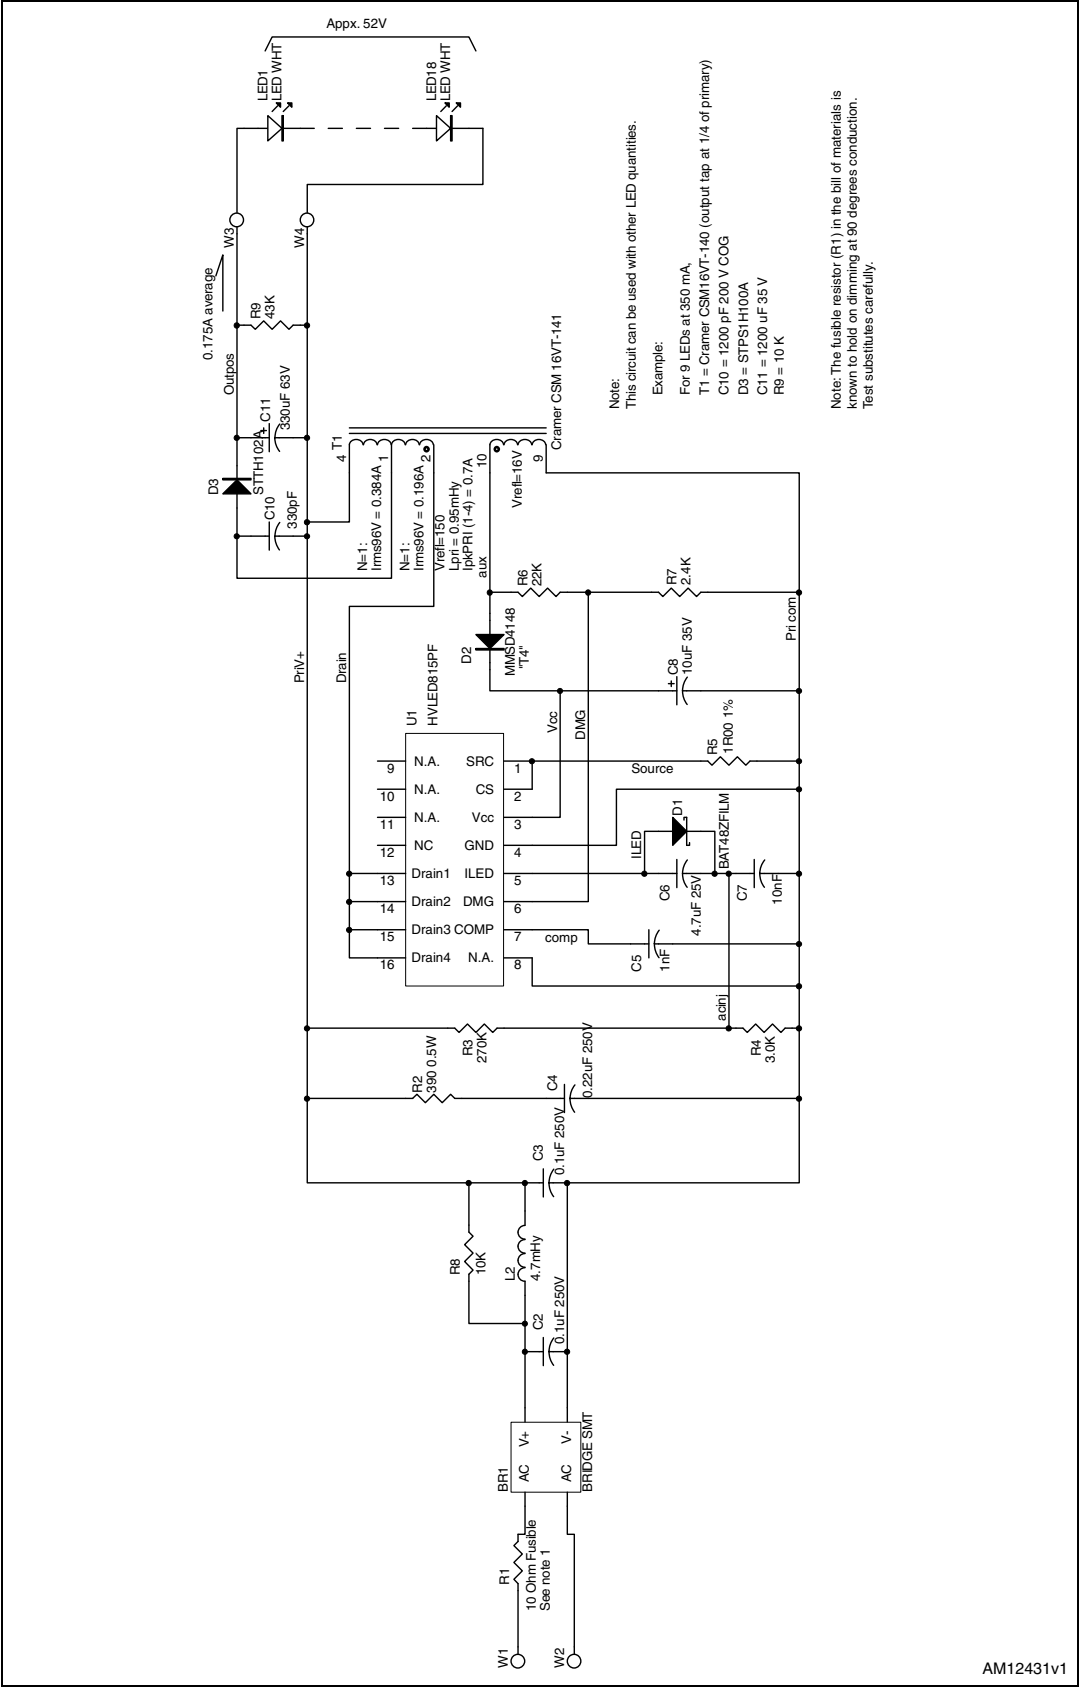 Appx. 52V
LED1
LED WHT
LED18
LED WHT
W3
W4
0.175A average
R9
43K
Outpos
C11
+
330uF 63V
D3
STTH102A
C10
330pF
T1
4
1
2
10
9
N=1:
Irms96V = 0.384A
N=1:
Irms96V = 0.196A
Vrefl=150
Lpri = 0.95mHy
IpkPRI (1-4) = 0.7A
aux
Vrefl=16V
Cramer CSM 16VT-141
Note:
This circuit can be used with other LED quantities.
Example:
For 9 LEDs at 350 mA,
T1 = Cramer CSM16VT-140 (output tap at 1/4 of primary)
C10 = 1200 pF 200 V COG
D3 = STPS1H100A
C11 = 1200 uF 35 V
R9 = 10 K
Note: The fusible resistor (R1) in the bill of materials is
known to hold on dimming at 90 degrees conduction.
Test substitutes carefully.
PriV+
Drain
R6
22K
R7
2.4K
Pri com
D2
MMSD4148
"T4"
+
C8
10uF 35V
Vcc
DMG
U1
HVLED815PF
9
N.A.
SRC
1
10
N.A.
CS
2
11
N.A.
Vcc
3
12
NC
GND
4
13
Drain1
ILED
5
14
Drain2
DMG
6
15
Drain3
COMP
7
16
Drain4
N.A.
8
R5
1R00 1%
Source
ILED
D1
BAT48ZFILM
C6
4.7uF 25V
C7
10nF
comp
C5
1nF
acinj
R3
270K
R4
3.0K
R2
390 0.5W
C4
0.22uF 250V
C3
0.1uF 250V
R8
10K
L2
4.7mHy
C2
0.1uF 250V
BR1
AC
V+
AC
V-
BRIDGE SMT
R1
10 Ohm Fusible
See note 1
W1
W2
AM12431v1